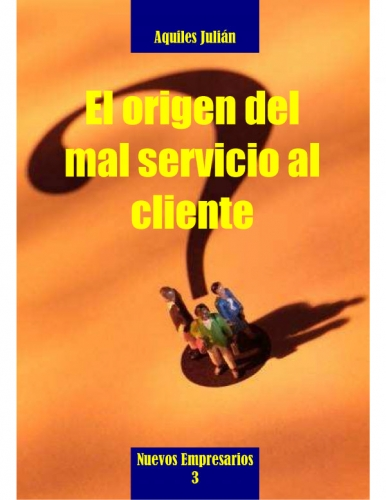 Aquiles Julián
El origen del
mal servicio al
cliente
Nuevos Empresarios
3